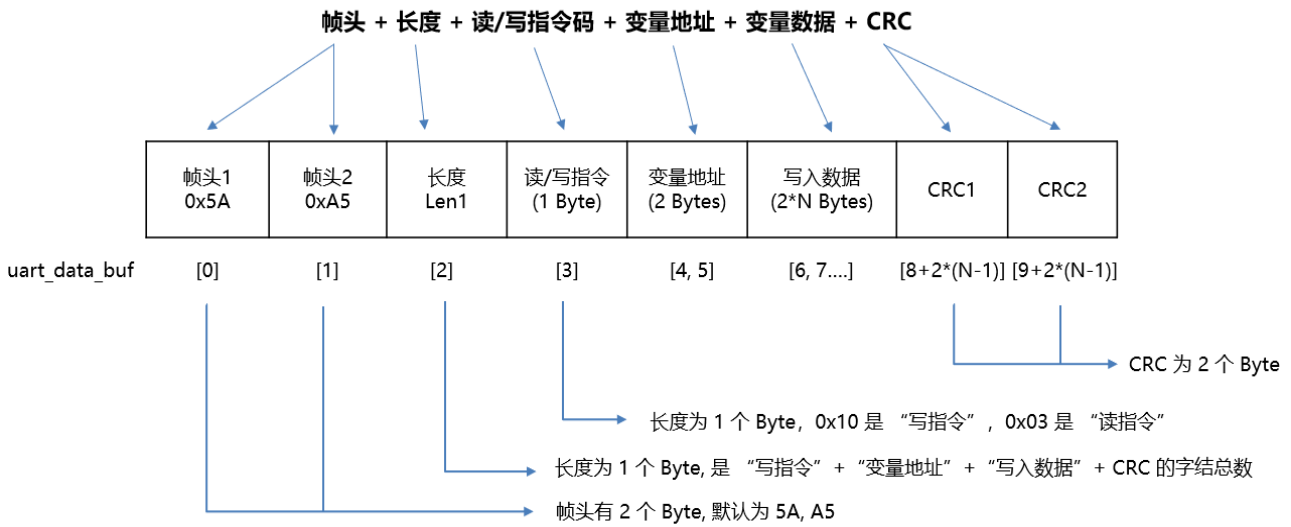 帧头 + 长度 + 读/写指令码 + 变量地址 + 变量数据 + CRC
帧头1
0x5A
帧头2
0xA5
长度
Len1
读/写指令
(1 Byte)
变量地址
(2 Bytes)
写入数据
(2*N Bytes)
CRC1
CRC2
uart_data_buf
[0]
[1]
[2]
[3]
[4, 5]
[6, 7....]
[8+2*(N-1)]
[9+2*(N-1)]
CRC 为 2 个 Byte
长度为 1 个 Byte, 0x10 是 “写指令” , 0x03 是 “读指令”
长度为 1 个 Byte, 是 “写指令” + “变量地址” + “写入数据” + CRC 的字结总数
帧头有 2 个 Byte, 默认为 5A, A5